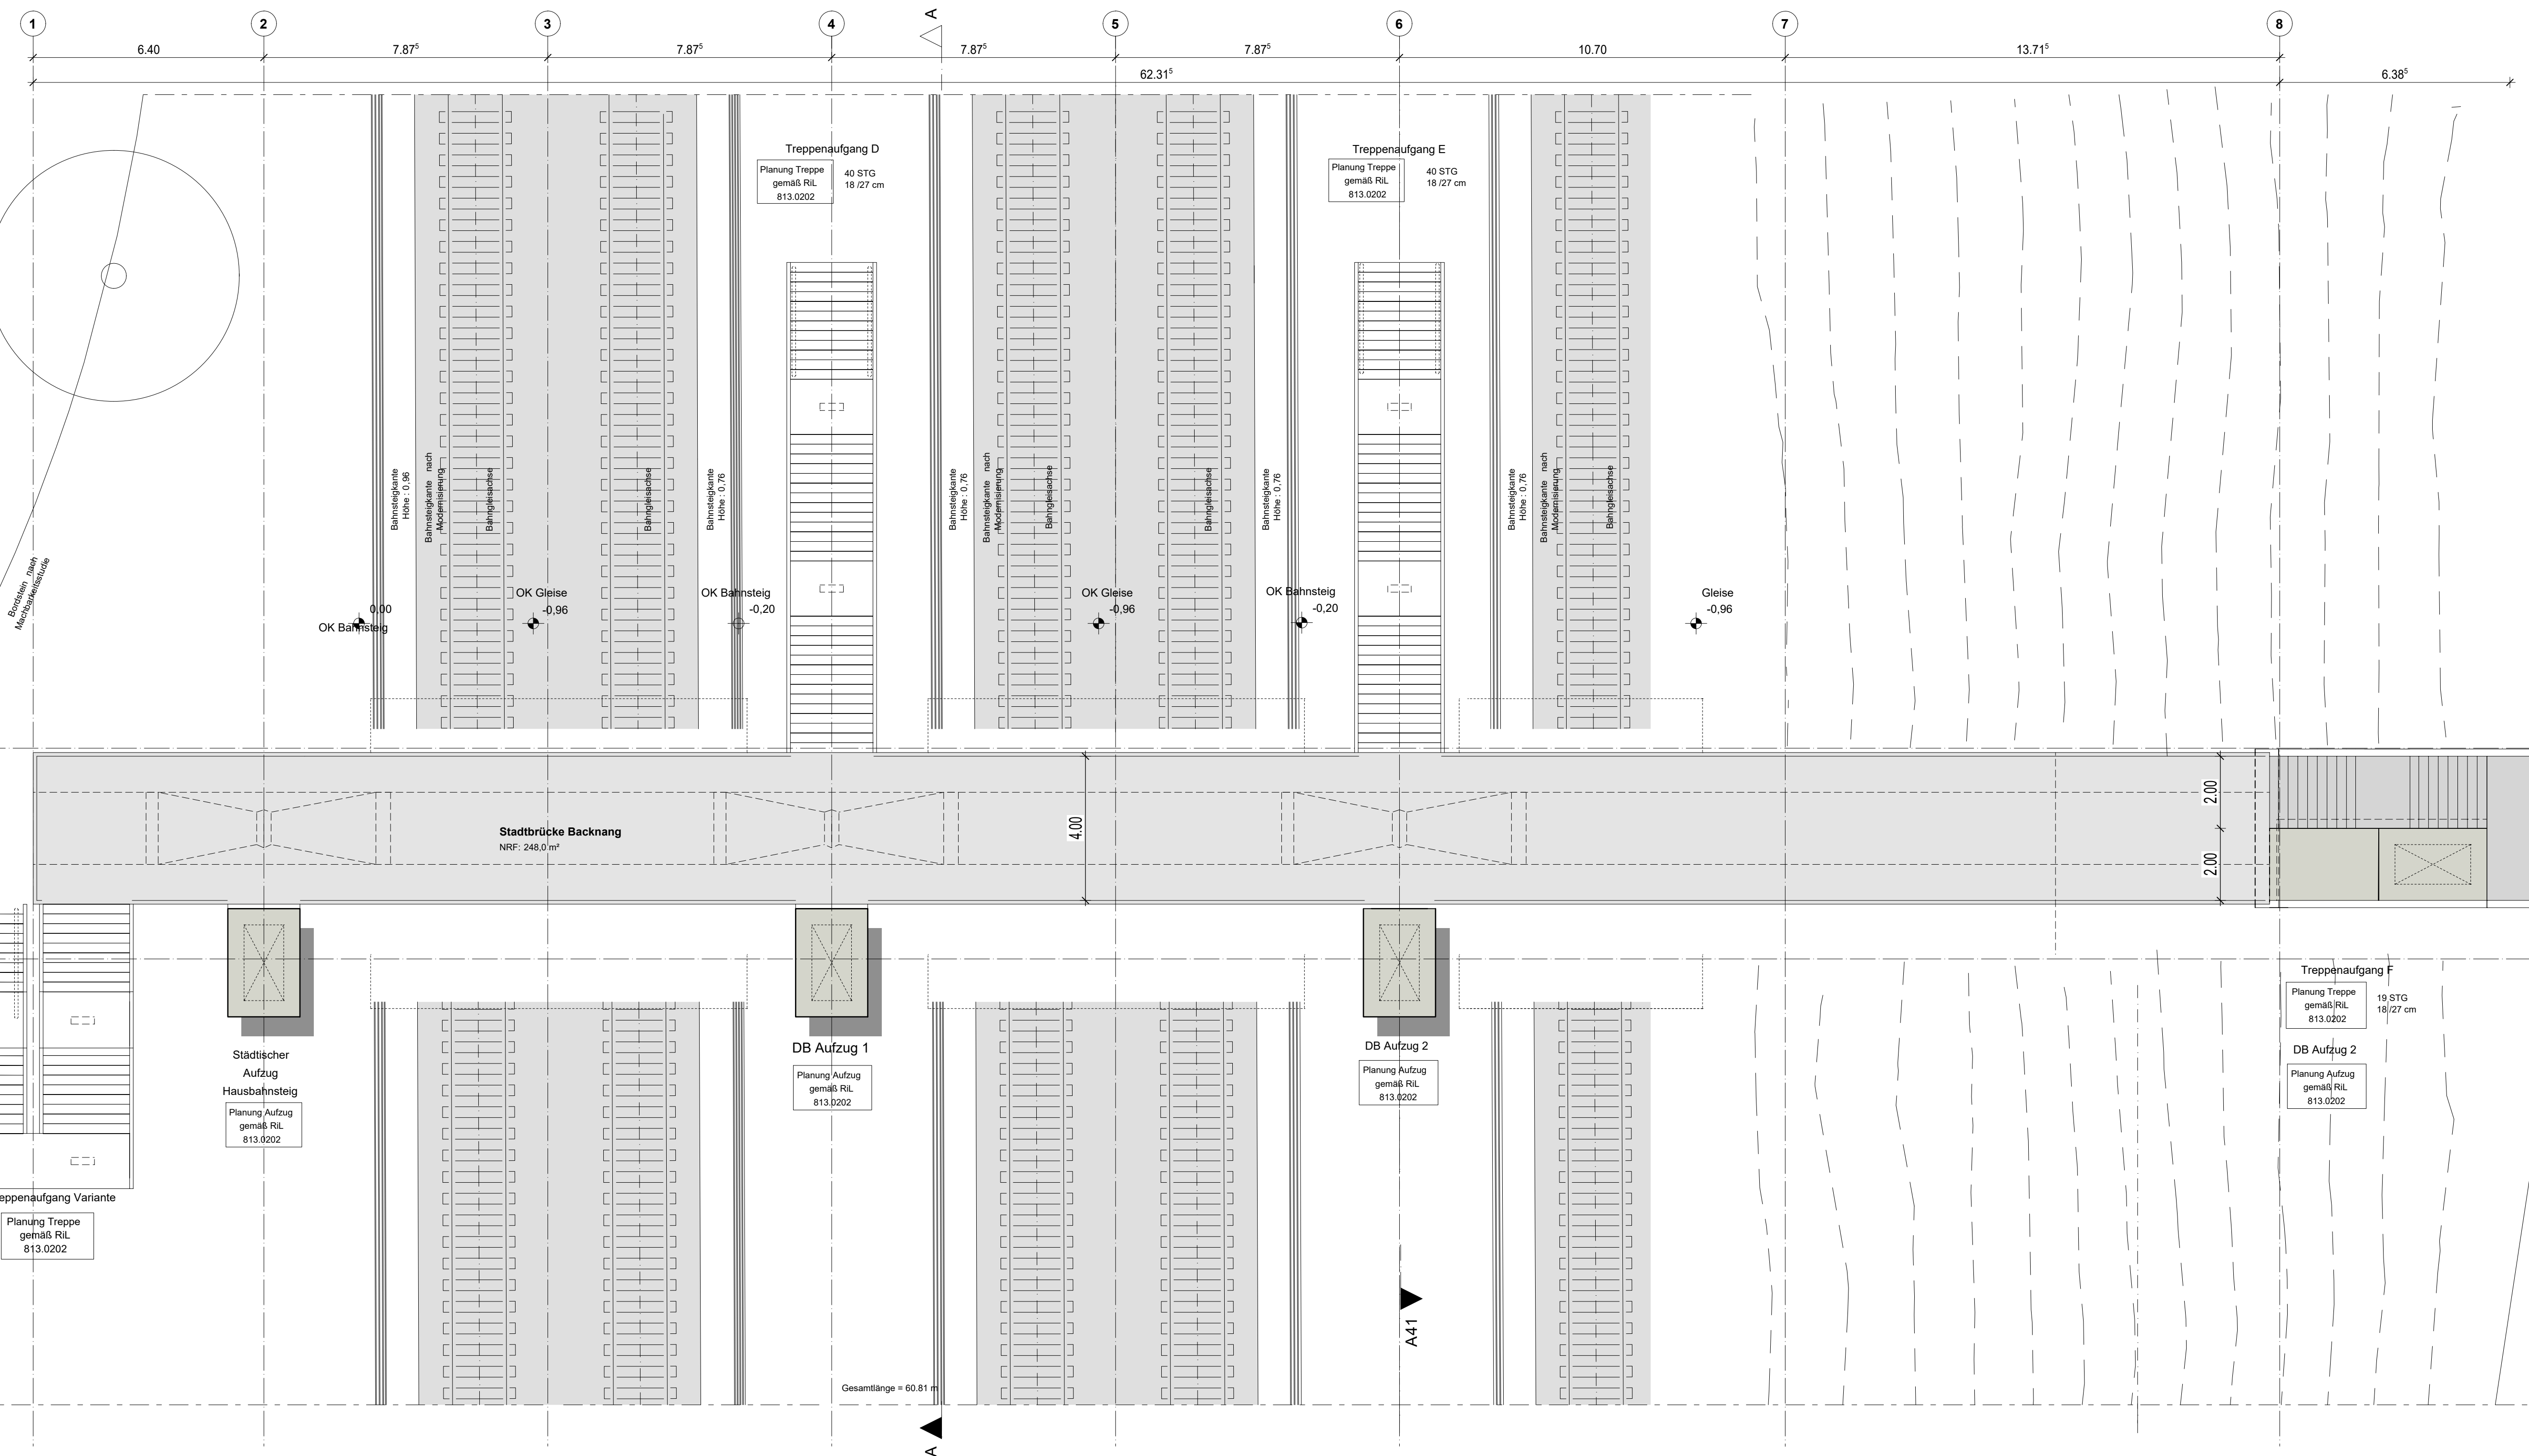 1
2
3
4
A
5
6
7
8
6.40
7.87⁵
7.87⁵
7.87⁵
7.87⁵
10.70
13.71⁵
62.31⁵
6.38⁵
Treppenaufgang D
Planung Treppe
gemäß RiL
813.0202
40 STG
18 /27 cm
Treppenaufgang E
Planung Treppe
gemäß RiL
813.0202
40 STG
18 /27 cm
Bahnsteigkante
Höhe : 0,96
Bahnsteigkante nach
Modernisierung
Bahngleisachse
Bahngleisachse
Bahnsteigkante
Höhe : 0,76
Bahnsteigkante
Höhe : 0,76
Bahnsteigkante nach
Modernisierung
Bahngleisachse
Bahngleisachse
Bahnsteigkante
Höhe : 0,76
Bahnsteigkante
Höhe : 0,76
Bahnsteigkante nach
Modernisierung
Bahngleisachse
Bordstein nach
Machbarkeitsstudie
0,00
OK Bahnsteig
OK Gleise
-0,96
OK Bahnsteig
-0,20
OK Gleise
-0,96
OK Bahnsteig
-0,20
Gleise
-0,96
Stadtbrücke Backnang
NRF: 248,0 m²
4.00
2.00
2.00
Städtischer
Aufzug
Hausbahnsteig
Planung Aufzug
gemäß RiL
813.0202
DB Aufzug 1
Planung Aufzug
gemäß RiL
813.0202
DB Aufzug 2
Planung Aufzug
gemäß RiL
813.0202
Treppenaufgang F
Planung Treppe
gemäß RiL
813.0202
19 STG
18 /27 cm
DB Aufzug 2
Planung Aufzug
gemäß RiL
813.0202
eppenaufgang Variante
Planung Treppe
gemäß RiL
813.0202
A41
Gesamtlänge = 60.81 m
A